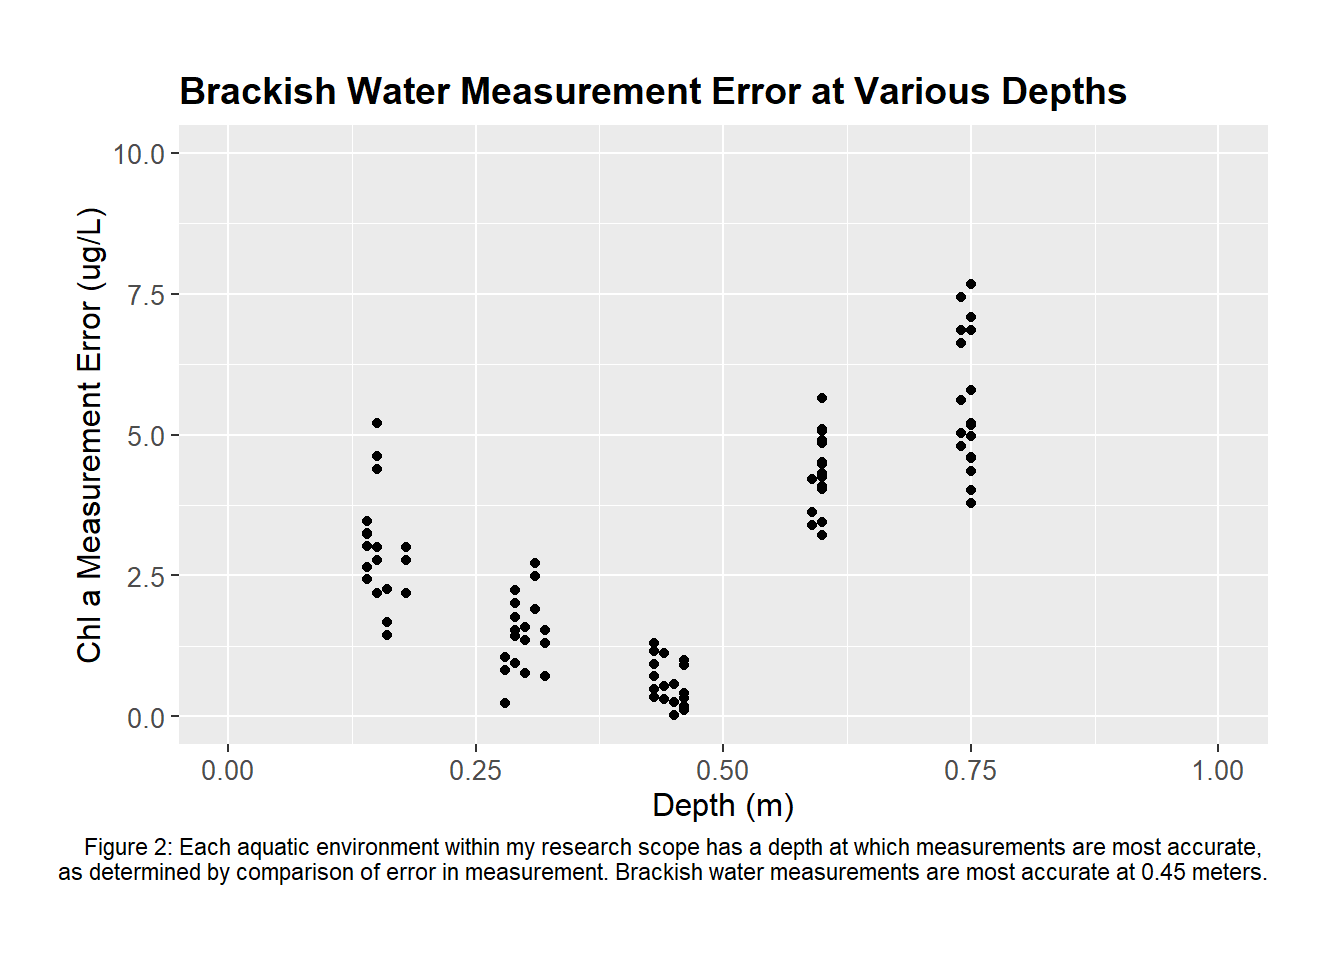 Brackish Water Measurement Error at Various Depths
10.0
7.5
5.0
2.5
0.0
Chl a Measurement Error (ug/L)
0.00 0.25 0.50 0.75 1.00
Depth (m)
Figure 2: Each aquatic environment within my research scope has a depth at which measurements are most accurate,
as determined by comparison of error in measurement. Brackish water measurements are most accurate at 0.45 meters.